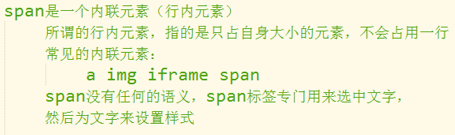 span是一个内联元素（行内元素）
所谓的行内元素，指的是只占自身大小的元素，不会占用一行
常见的内联元素：
a img iframe span
span没有任何的语义，span标签专门用来选中文字，
然后为文字来设置样式